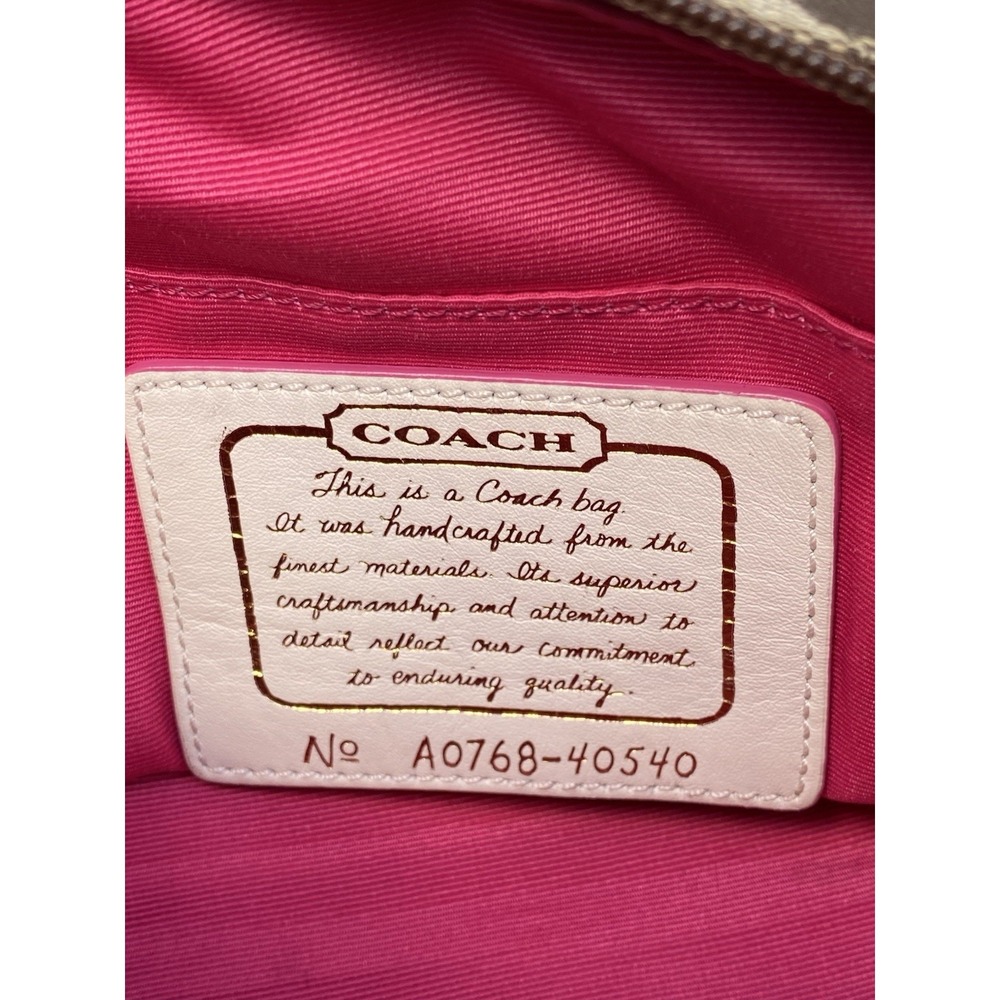 COACH
This is a Coach bag.
It was handcrafted from the
finest materials. Its superior
craftsmanship and attention to
detail reflect our commitment
to enduring quality.
Nº A0768-40540